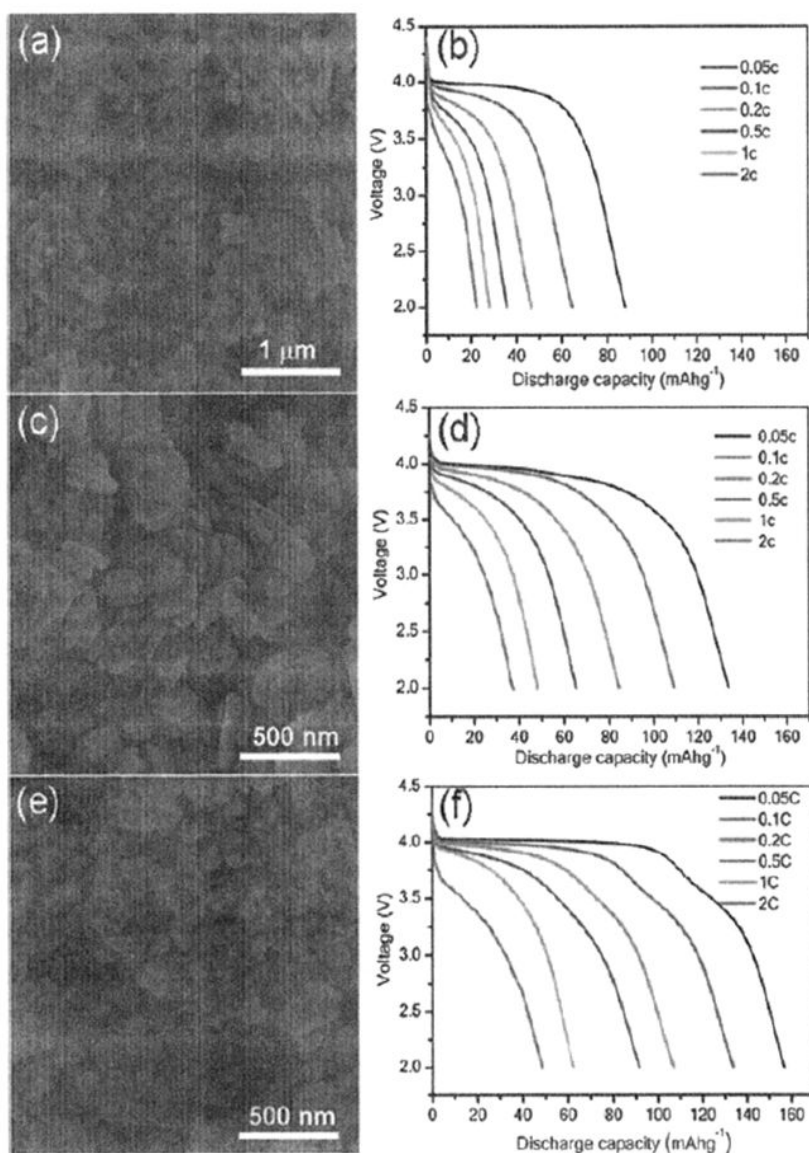 (a)
1 μm
(b)
4.5
4.0
3.5
3.0
2.5
2.0
Voltage (V)
0.05c
0.1c
0.2c
0.5c
1c
2c
0 20 40 60 80 100 120 140 160
Discharge capacity (mAhg⁻¹)
(c)
500 nm
(d)
4.5
4.0
3.5
3.0
2.5
2.0
Voltage (V)
0.05c
0.1c
0.2c
0.5c
1c
2c
0 20 40 60 80 100 120 140 160
Discharge capacity (mAhg⁻¹)
(e)
500 nm
(f)
4.5
4.0
3.5
3.0
2.5
2.0
Voltage (V)
0.05C
0.1C
0.2C
0.5C
1C
2C
0 20 40 60 80 100 120 140 160
Discharge capacity (mAhg⁻¹)